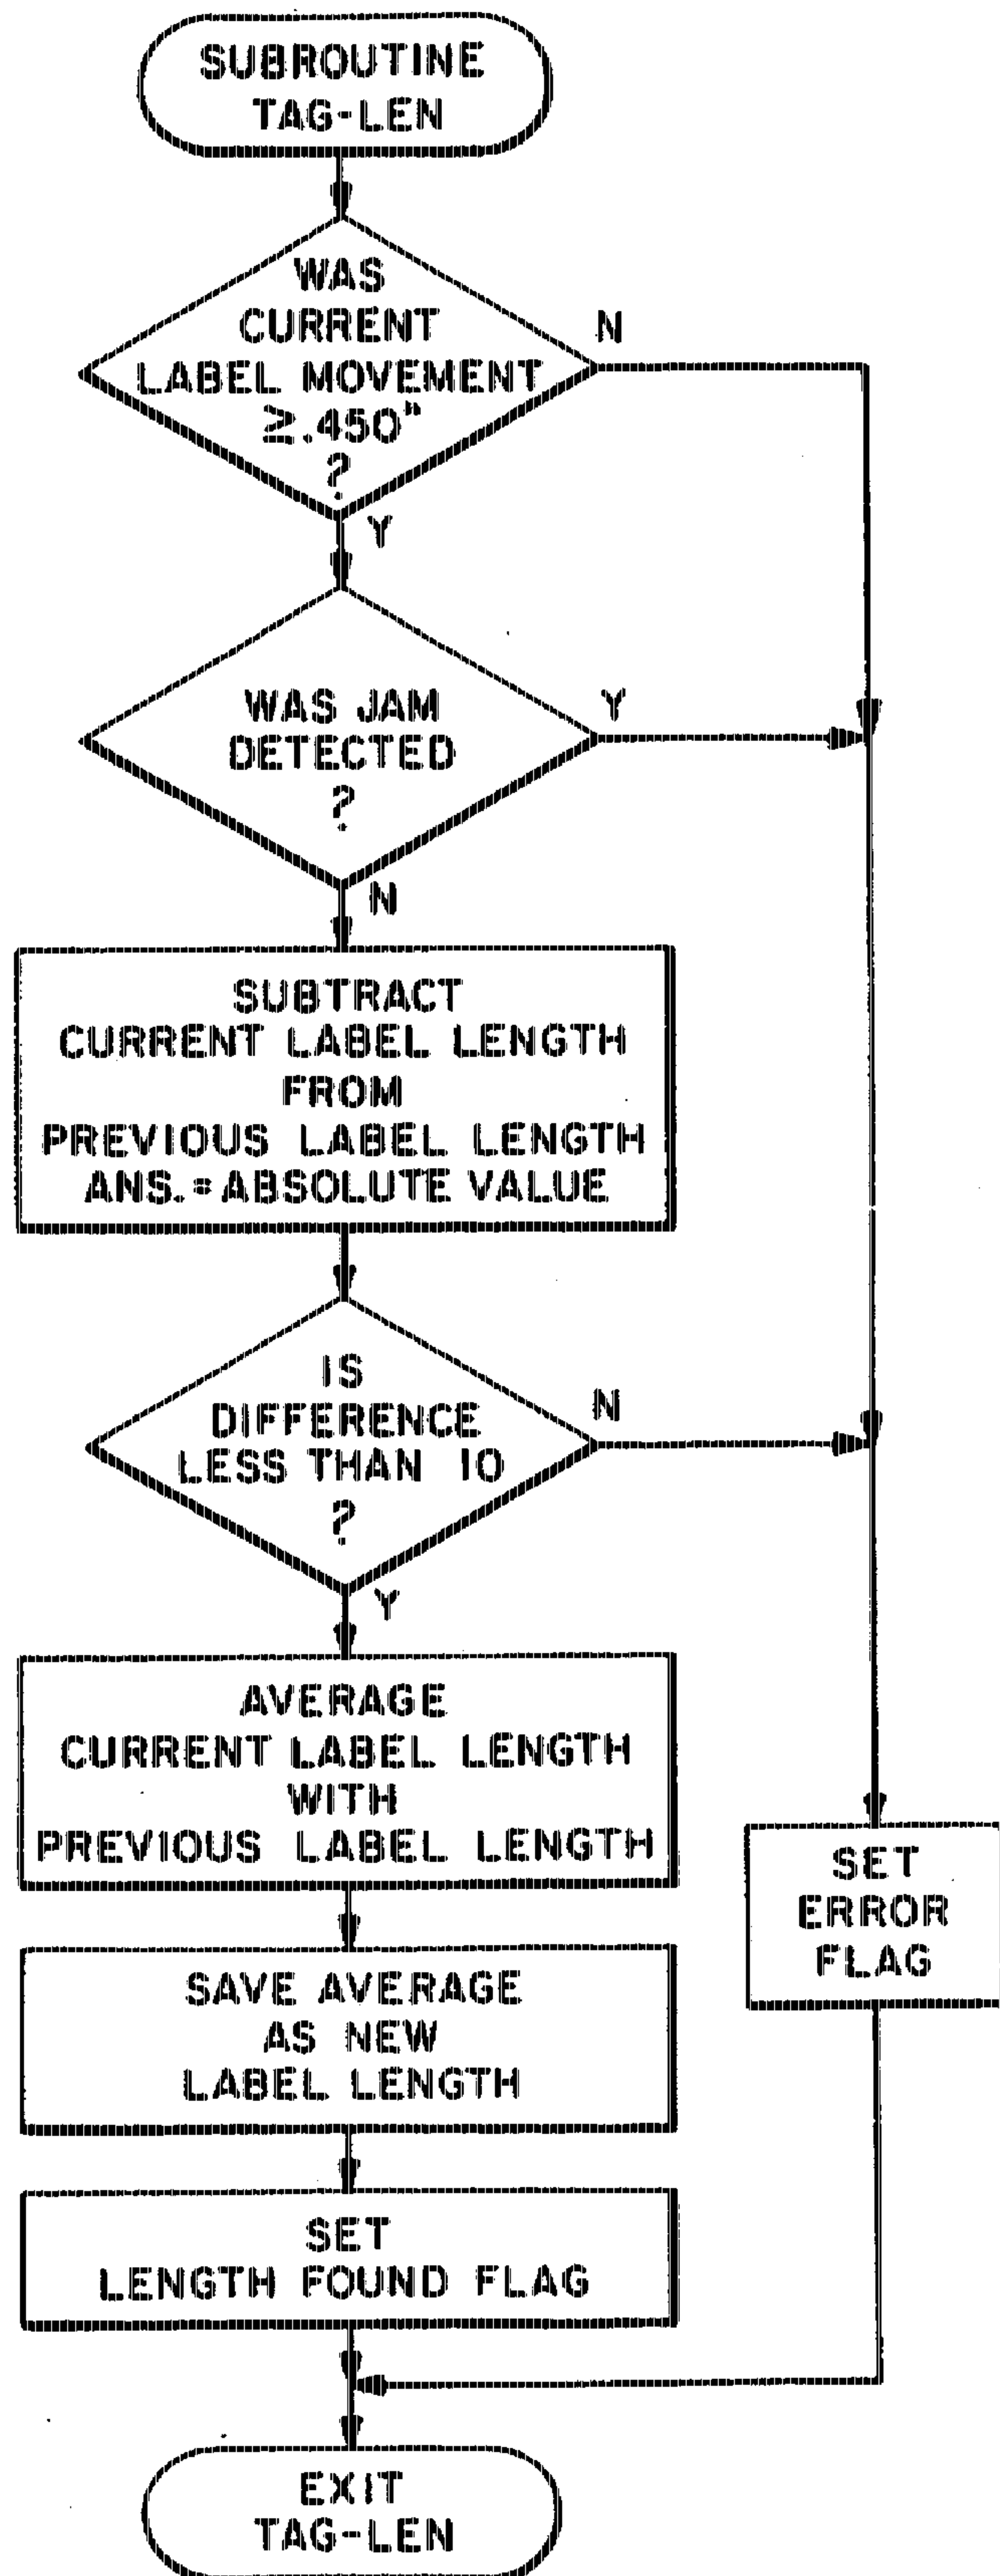 SUBROUTINE
TAG-LEN
WAS
CURRENT
LABEL MOVEMENT
≥.450"
?
N
Y
WAS JAM
DETECTED
?
Y
N
SUBTRACT
CURRENT LABEL LENGTH
FROM
PREVIOUS LABEL LENGTH
ANS.=ABSOLUTE VALUE
IS
DIFFERENCE
LESS THAN 10
?
N
Y
AVERAGE
CURRENT LABEL LENGTH
WITH
PREVIOUS LABEL LENGTH
SET
ERROR
FLAG
SAVE AVERAGE
AS NEW
LABEL LENGTH
SET
LENGTH FOUND FLAG
EXIT
TAG-LEN